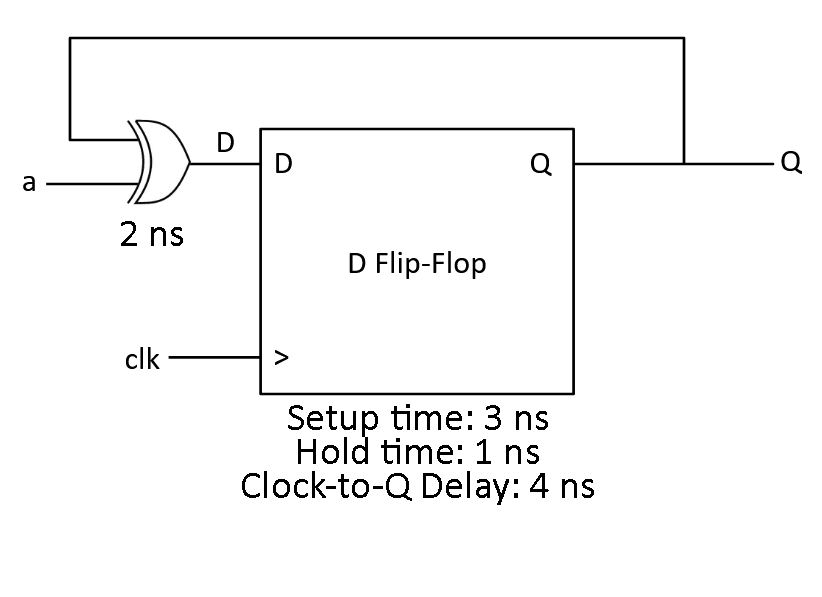 D
a
D
Q
Q
2 ns
D Flip-Flop
clk
>
Setup time: 3 ns
Hold time: 1 ns
Clock-to-Q Delay: 4 ns